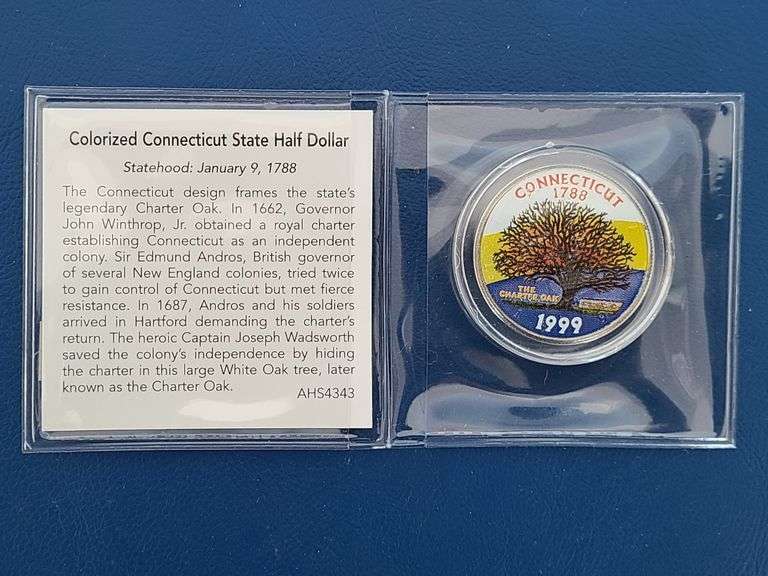 Colorized Connecticut State Half Dollar
Statehood: January 9, 1788
The Connecticut design frames the state's
legendary Charter Oak. In 1662, Governor
John Winthrop, Jr. obtained a royal charter
establishing Connecticut as an independent
colony. Sir Edmund Andros, British governor
of several New England colonies, tried twice
to gain control of Connecticut but met fierce
resistance. In 1687, Andros and his soldiers
arrived in Hartford demanding the charter's
return. The heroic Captain Joseph Wadsworth
saved the colony's independence by hiding
the charter in this large White Oak tree, later
known as the Charter Oak.
AHS4343
CONNECTICUT
1788
THE
CHARTER OAK
1999